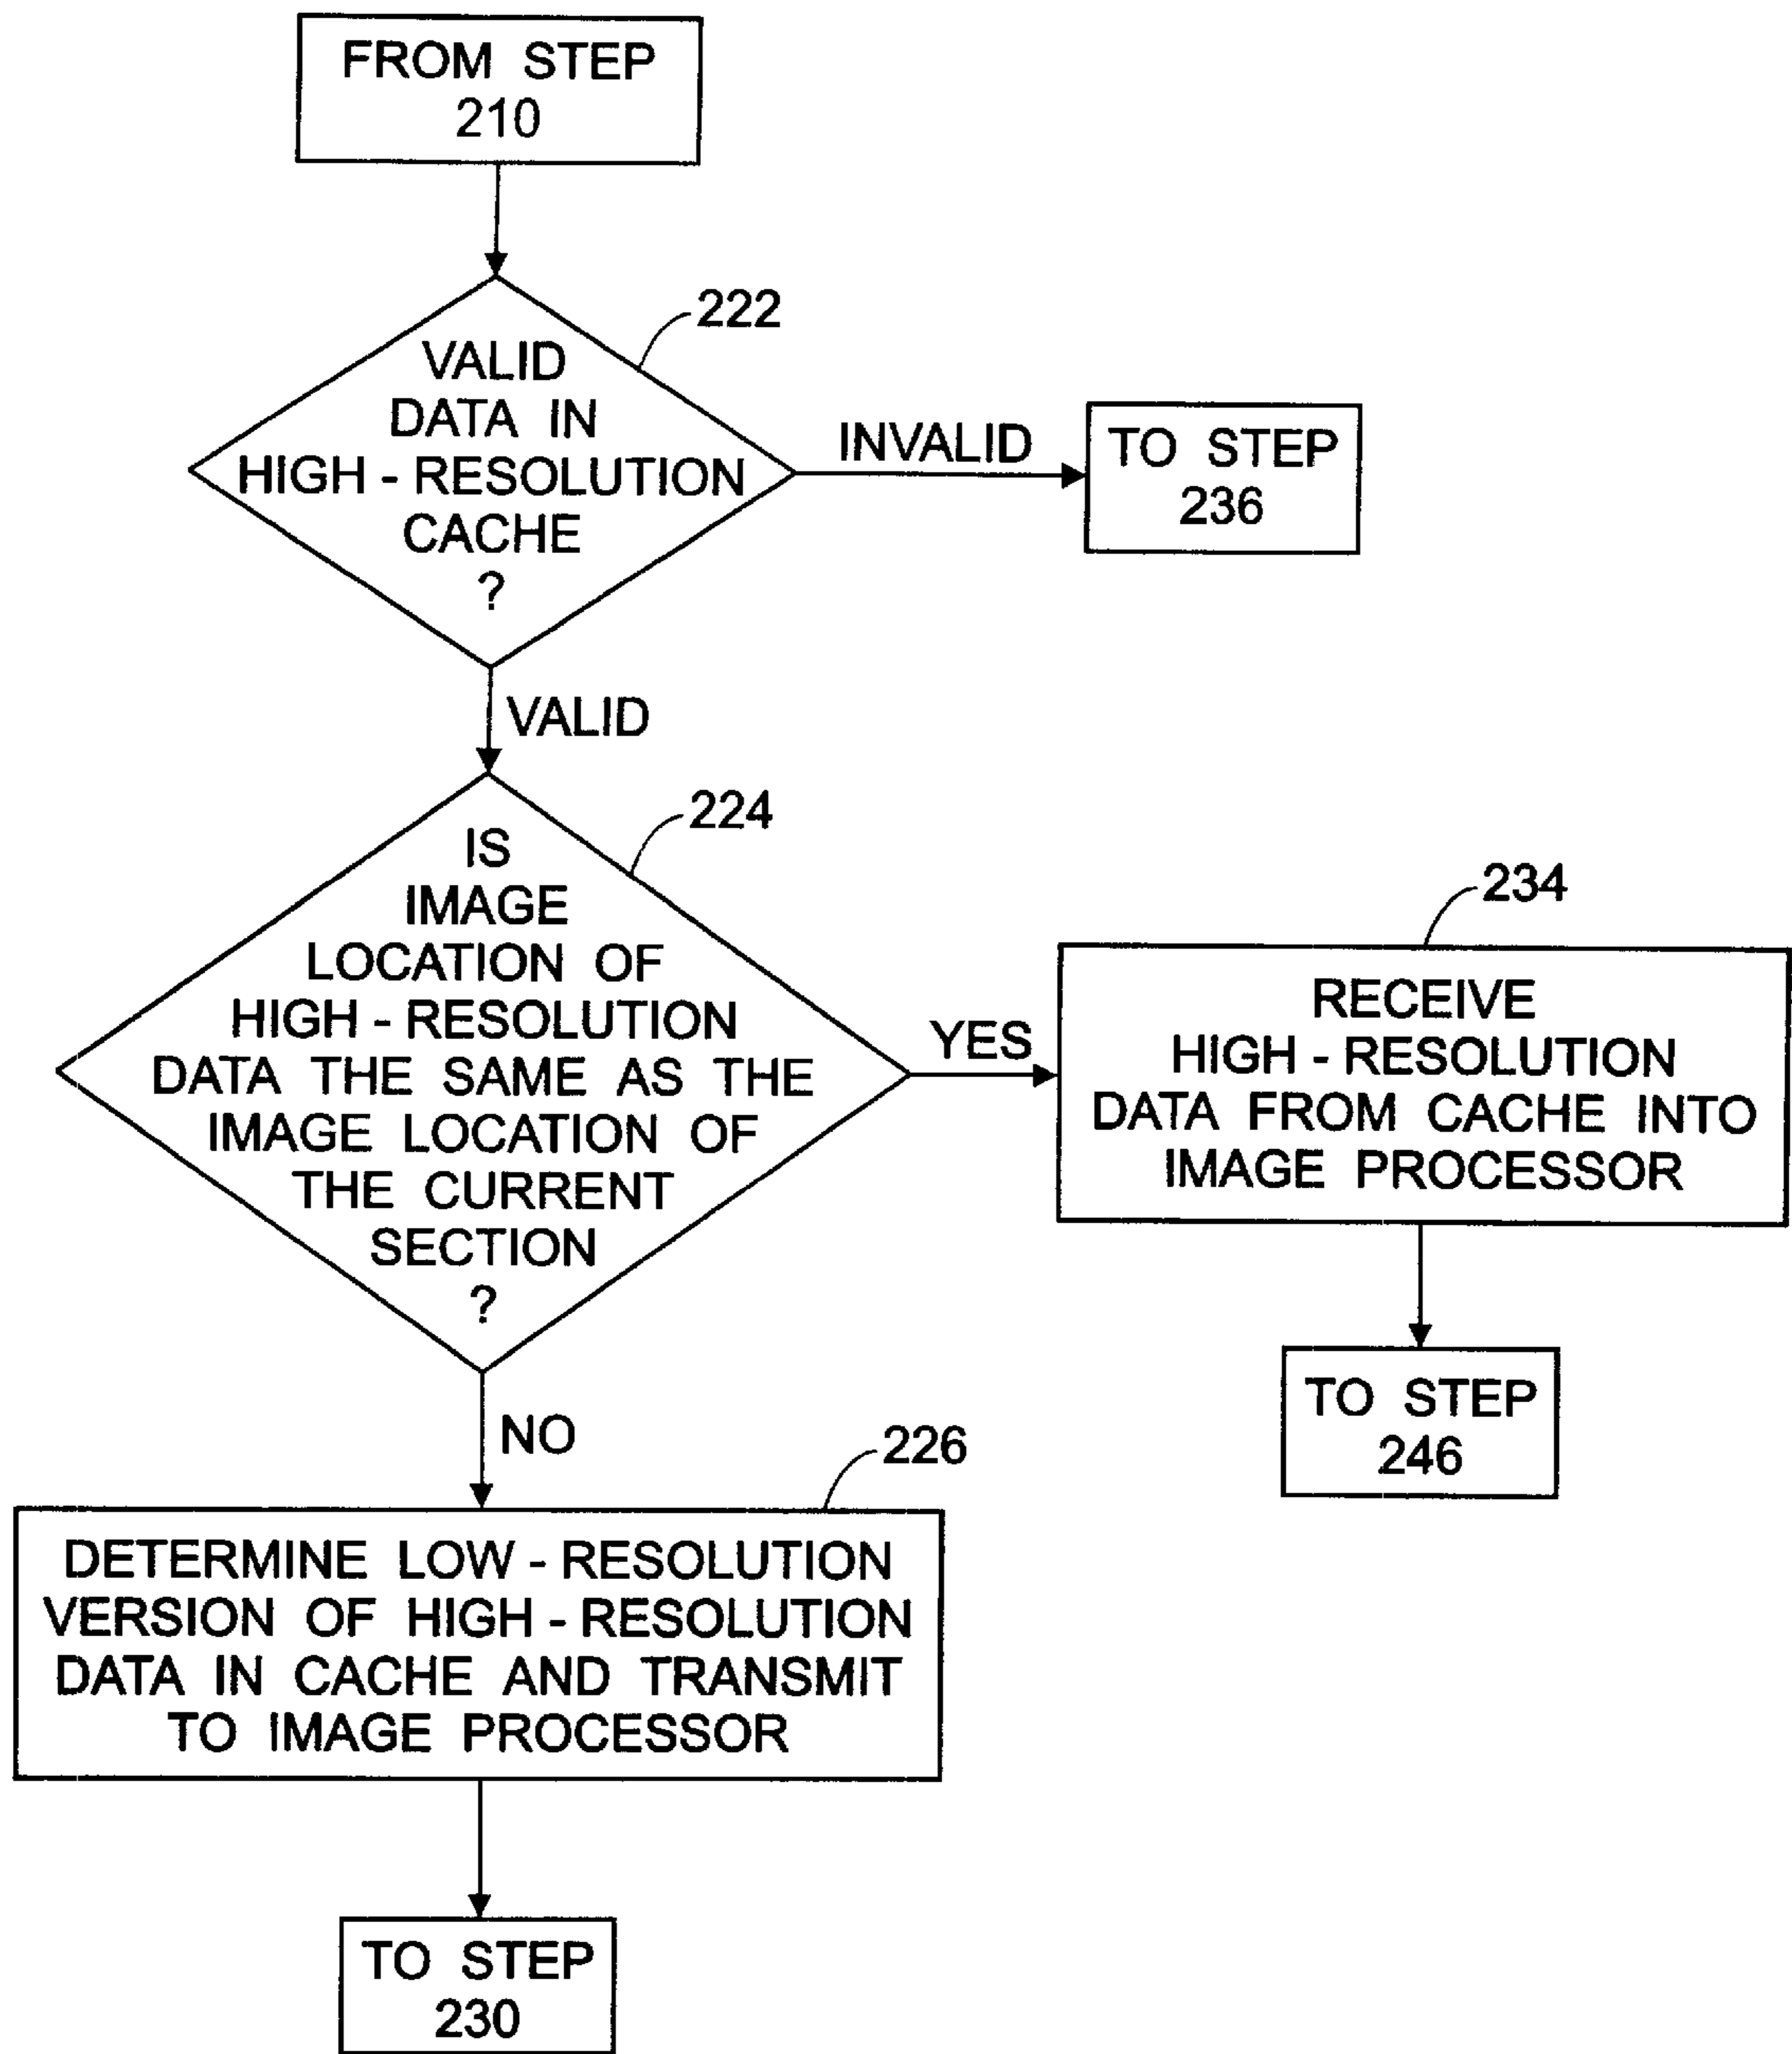 FROM STEP
210
222
VALID
DATA IN
HIGH - RESOLUTION
CACHE
?
INVALID
TO STEP
236
VALID
224
IS
IMAGE
LOCATION OF
HIGH - RESOLUTION
DATA THE SAME AS THE
IMAGE LOCATION OF
THE CURRENT
SECTION
?
YES
234
RECEIVE
HIGH - RESOLUTION
DATA FROM CACHE INTO
IMAGE PROCESSOR
TO STEP
246
NO
226
DETERMINE LOW - RESOLUTION
VERSION OF HIGH - RESOLUTION
DATA IN CACHE AND TRANSMIT
TO IMAGE PROCESSOR
TO STEP
230